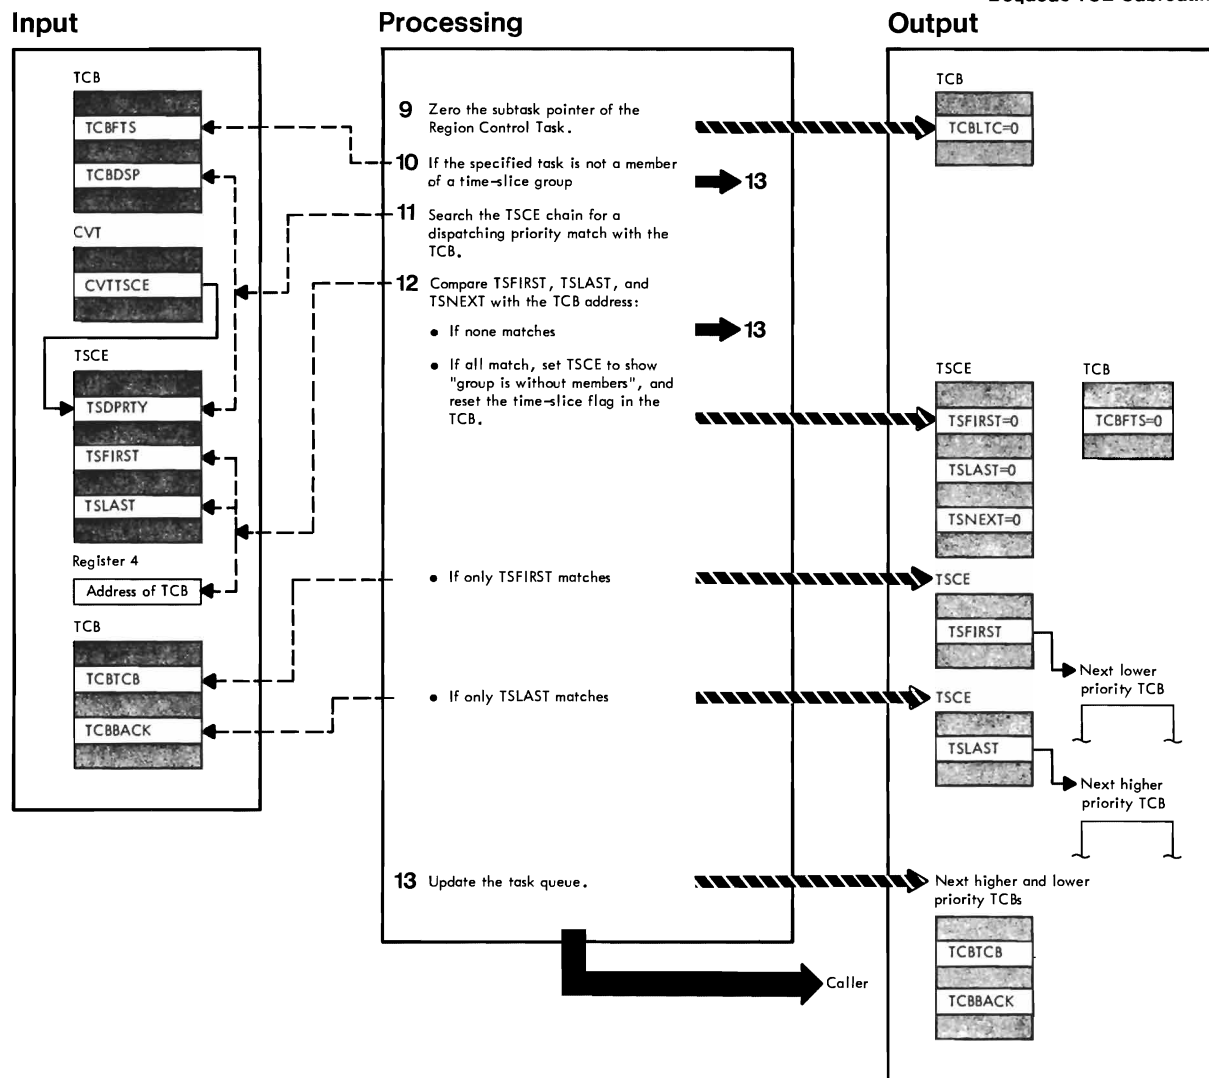 Input
Processing
Output
TCB
TCBFTS
TCBDSP
CVT
CVTTSCE
TSCE
TSDPRTY
TSFIRST
TSLAST
Register 4
Address of TCB
TCB
TCBTCB
TCBBACK
9 Zero the subtask pointer of the
Region Control Task.
10 If the specified task is not a member
of a time-slice group
13
11 Search the TSCE chain for a
dispatching priority match with the
TCB.
12 Compare TSFIRST, TSLAST, and
TSNEXT with the TCB address:
• If none matches
13
• If all match, set TSCE to show
"group is without members", and
reset the time-slice flag in the
TCB.
• If only TSFIRST matches
• If only TSLAST matches
13 Update the task queue.
Caller
TCB
TCBLTC=0
TSCE
TSFIRST=0
TSLAST=0
TSNEXT=0
TCB
TCBFTS=0
TSCE
TSFIRST
Next lower
priority TCB
TSCE
TSLAST
Next higher
priority TCB
Next higher and lower
priority TCBs
TCBTCB
TCBBACK